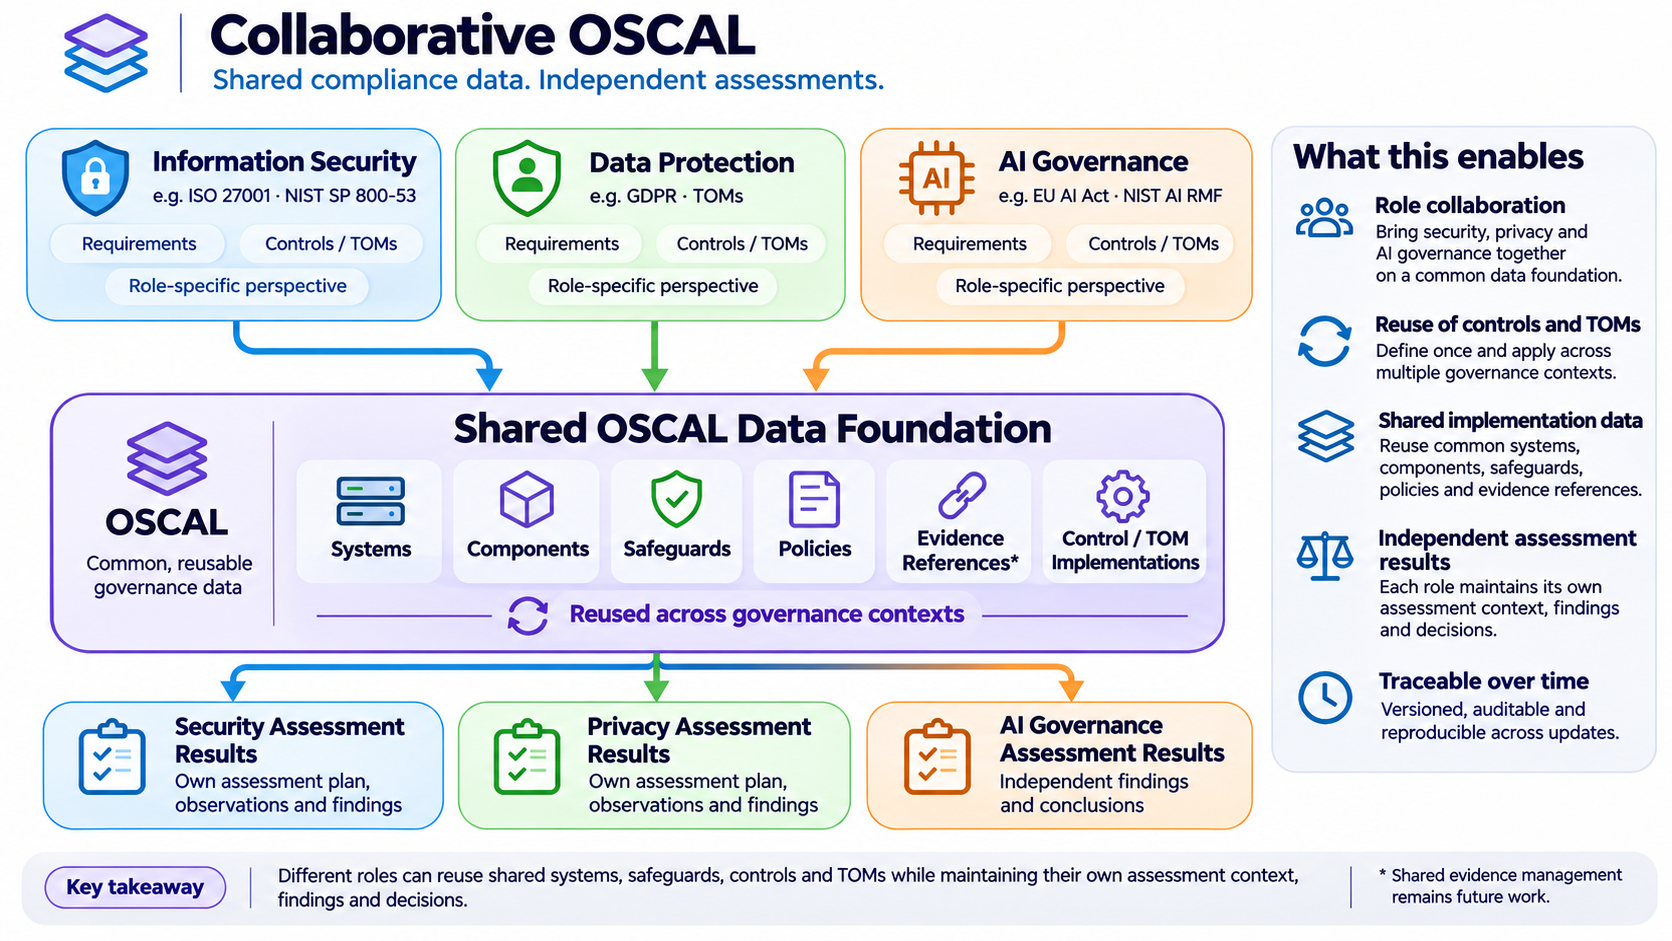 Collaborative OSCAL
Shared compliance data. Independent assessments.
Information Security
e.g. ISO 27001 · NIST SP 800-53
Requirements
Controls / TOMs
Role-specific perspective
Data Protection
e.g. GDPR · TOMs
Requirements
Controls / TOMs
Role-specific perspective
AI
AI Governance
e.g. EU AI Act · NIST AI RMF
Requirements
Controls / TOMs
Role-specific perspective
OSCAL
Common, reusable
governance data
Shared OSCAL Data Foundation
Systems
Components
Safeguards
Policies
Evidence
References*
Control / TOM
Implementations
Reused across governance contexts
Security Assessment
Results
Own assessment plan,
observations and findings
Privacy Assessment
Results
Own assessment plan,
observations and findings
AI Governance
Assessment Results
Independent findings
and conclusions
What this enables
Role collaboration
Bring security, privacy and
AI governance together
on a common data foundation.
Reuse of controls and TOMs
Define once and apply across
multiple governance contexts.
Shared implementation data
Reuse common systems,
components, safeguards,
policies and evidence references.
Independent assessment
results
Each role maintains its own
assessment context, findings
and decisions.
Traceable over time
Versioned, auditable and
reproducible across updates.
Key takeaway
Different roles can reuse shared systems, safeguards, controls and TOMs while maintaining their own assessment context,
findings and decisions.
* Shared evidence management
remains future work.